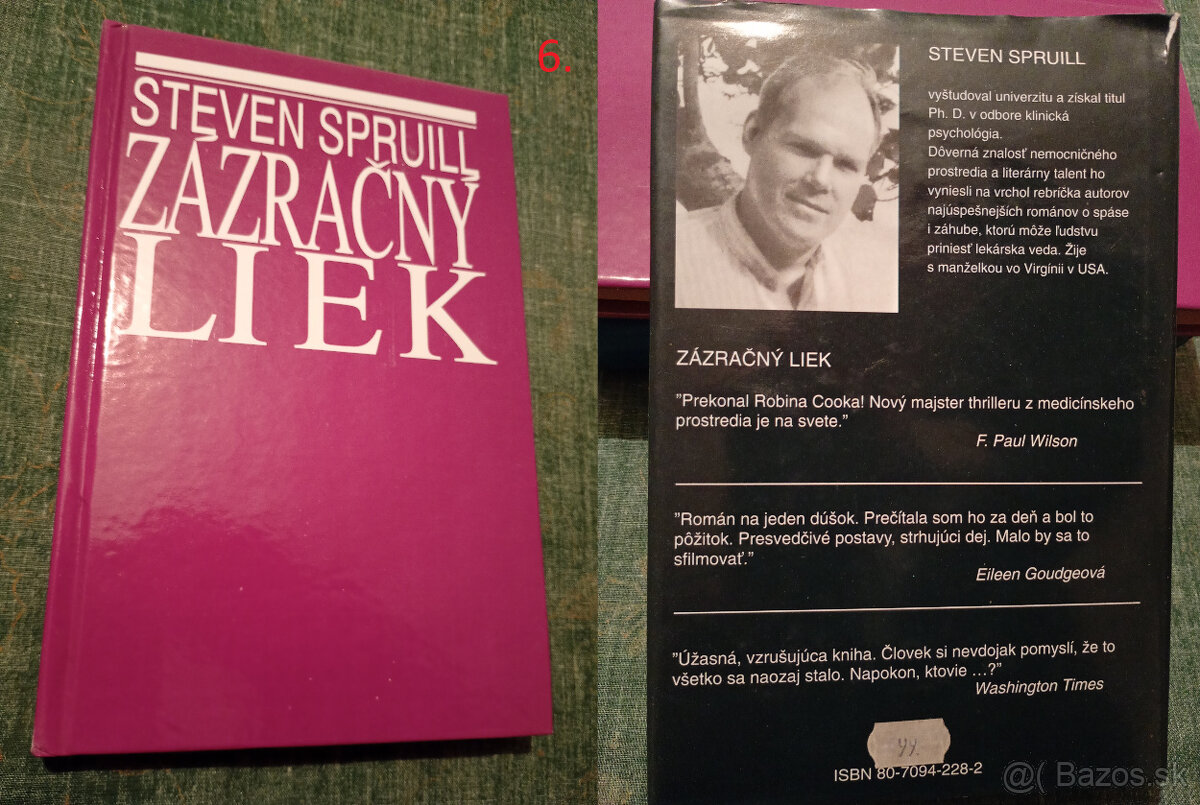 STEVEN SPRUILL
ZÁZRAČNÝ
LIEK
6.
STEVEN SPRUILL
vyštudoval univerzitu a získal titul
Ph. D. v odbore klinická
psychológia.
Dôverná znalosť nemocničného
prostredia a literárny talent ho
vyniesli na vrchol rebríčka autorov
najúspešnejších románov o spáse
i záhube, ktorú môže ľudstvu
priniesť lekárska veda. Žije
s manželkou vo Virgínii v USA.
ZÁZRAČNÝ LIEK
"Prekonal Robina Cooka! Nový majster thrilleru z medicínskeho
prostredia je na svete."
F. Paul Wilson
"Román na jeden dúšok. Prečítala som ho za deň a bol to
pôžitok. Presvedčivé postavy, strhujúci dej. Malo by sa to
sfilmovať."
Eileen Goudgeová
"Úžasná, vzrušujúca kniha. Človek si nevdojak pomyslí, že to
všetko sa naozaj stalo. Napokon, ktovie ...?"
Washington Times
44.
ISBN 80-7094-228-2
@( Bazos.sk